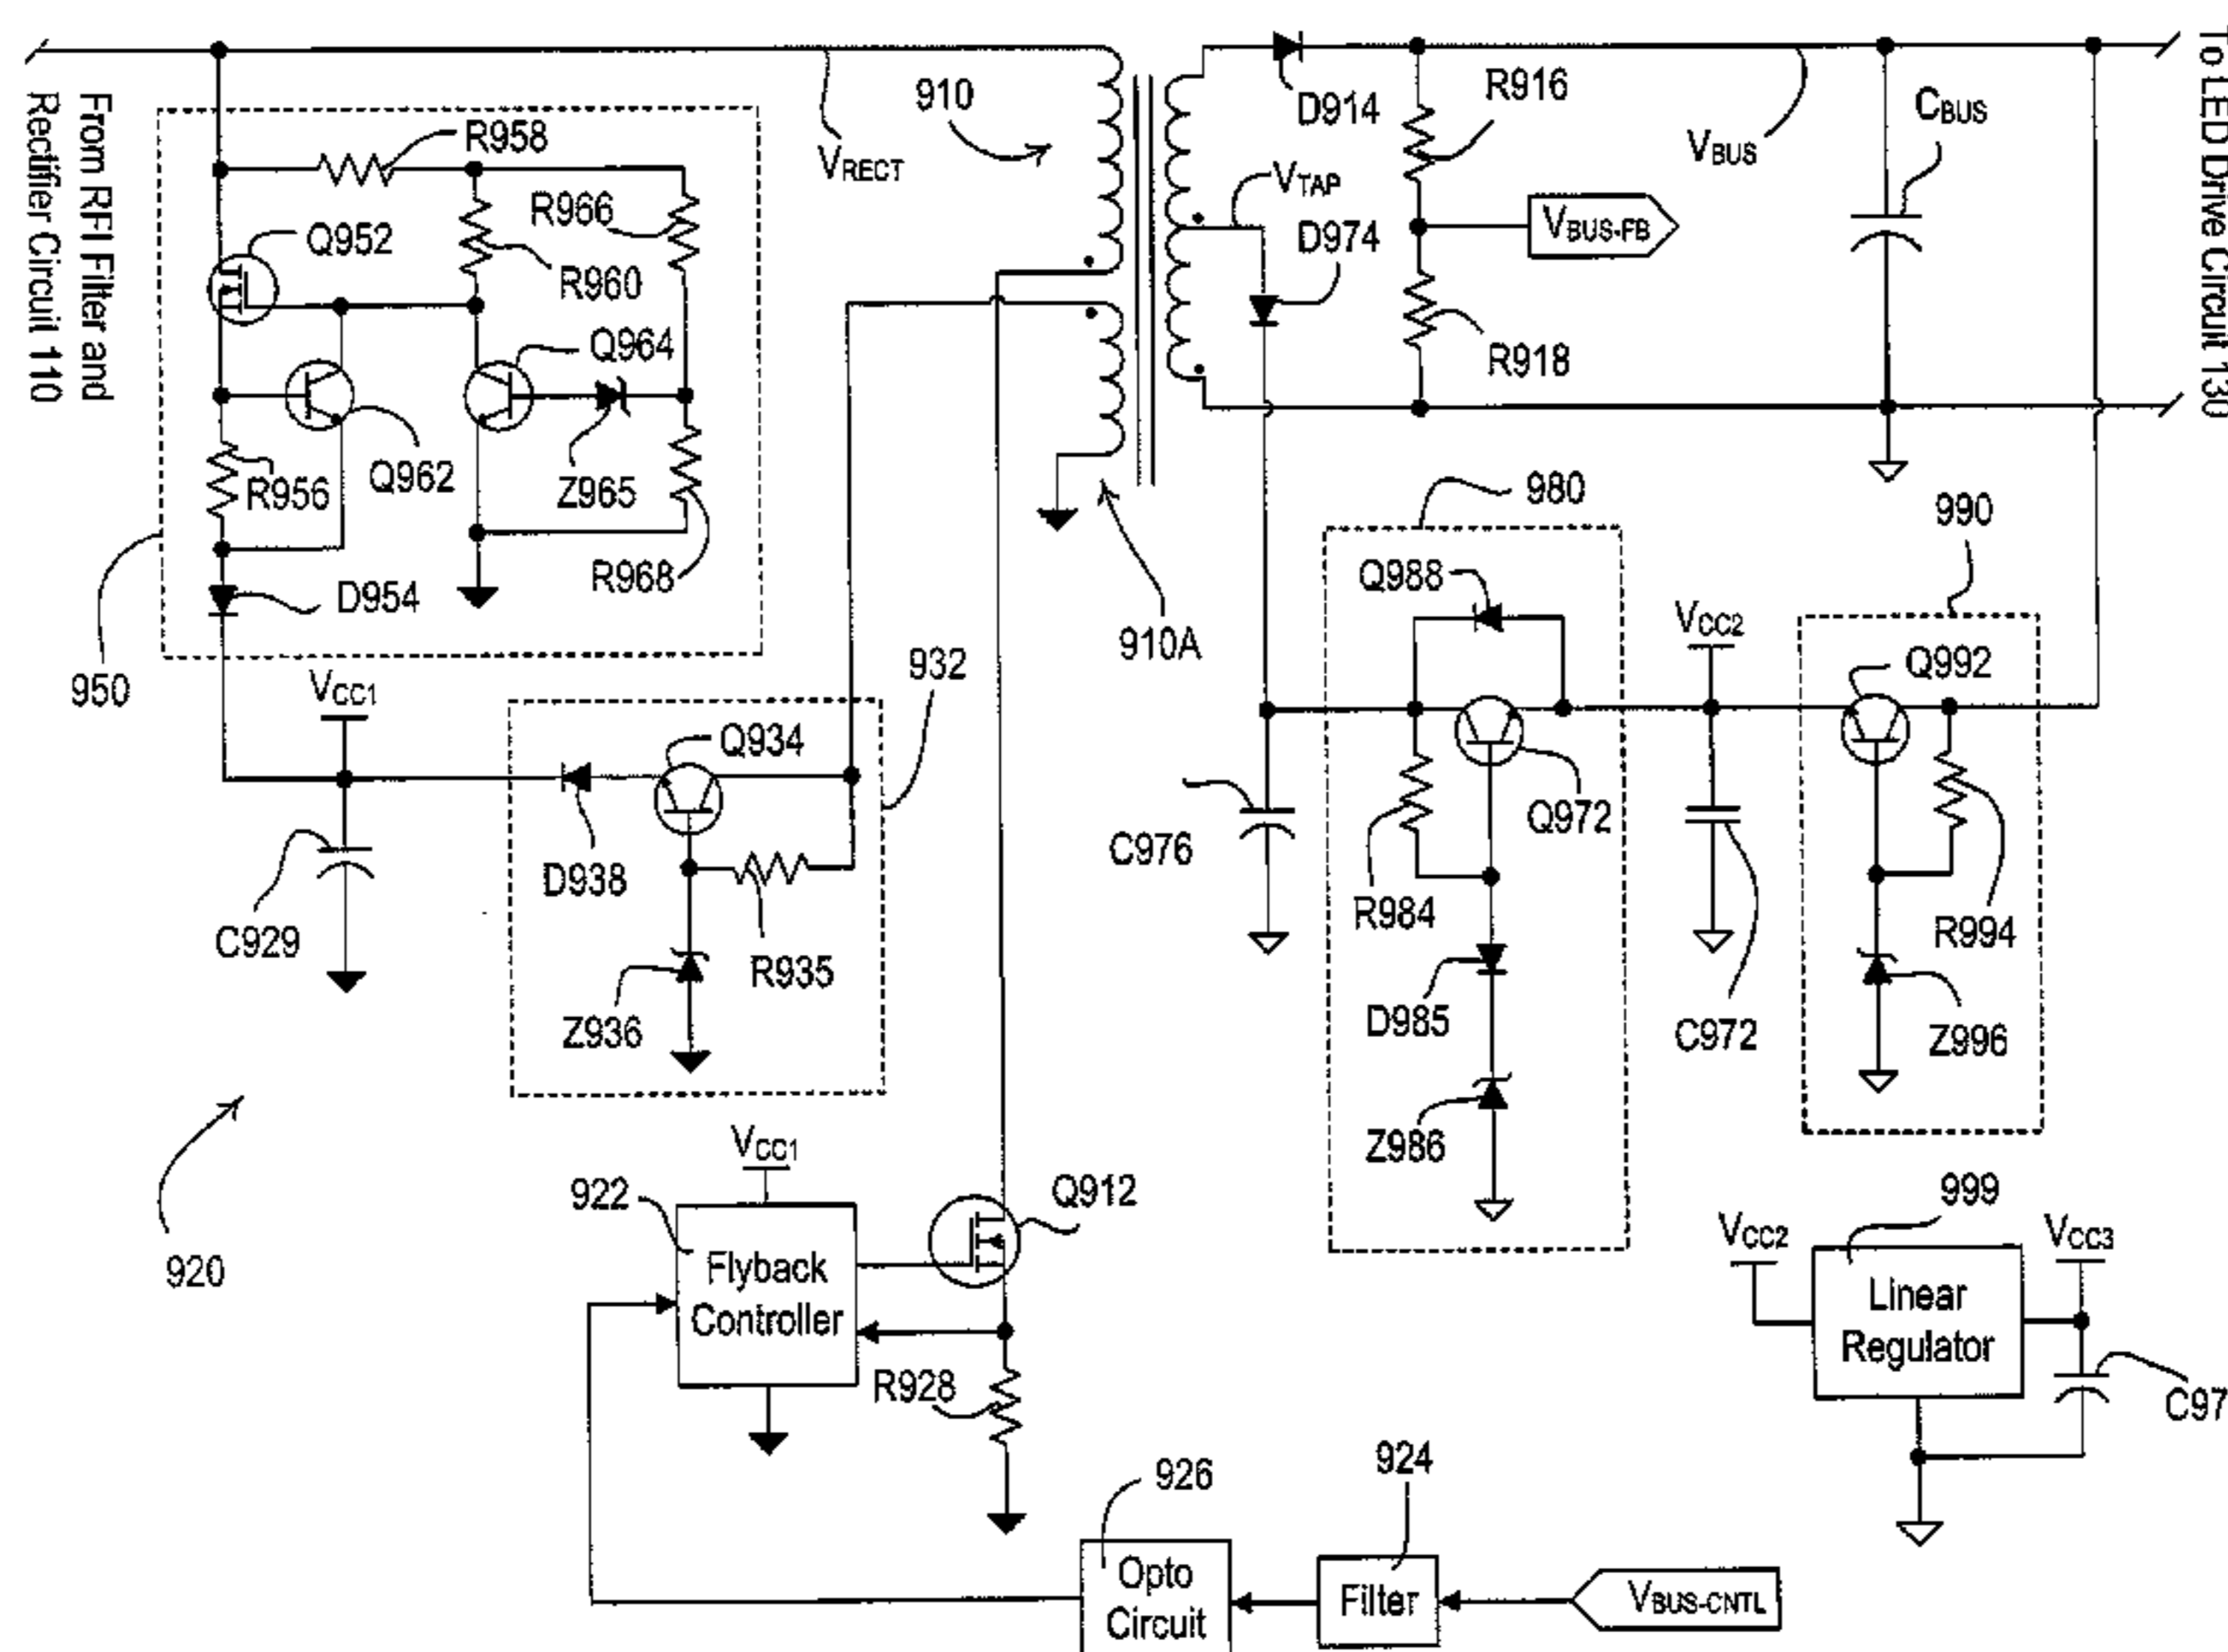 From RFI Filter and
Rectifier Circuit 110
R958
R966
Q952
R960
Q964
R956
Q962
Z965
R968
D954
950
VRECT
910
910A
D914
R916
VTAP
D974
VBUS-FB
R918
VBUS
CBUS
To LED Drive Circuit 130
980
990
Q988
VCC2
Q992
VCC1
932
Q934
D938
C929
R935
Z936
C976
R984
Q972
D985
Z986
C972
R994
Z996
920
VCC1
922
Flyback
Controller
Q912
R928
999
VCC2
VCC3
Linear
Regulator
C97
926
924
Opto
Circuit
Filter
VBUS-CNTL